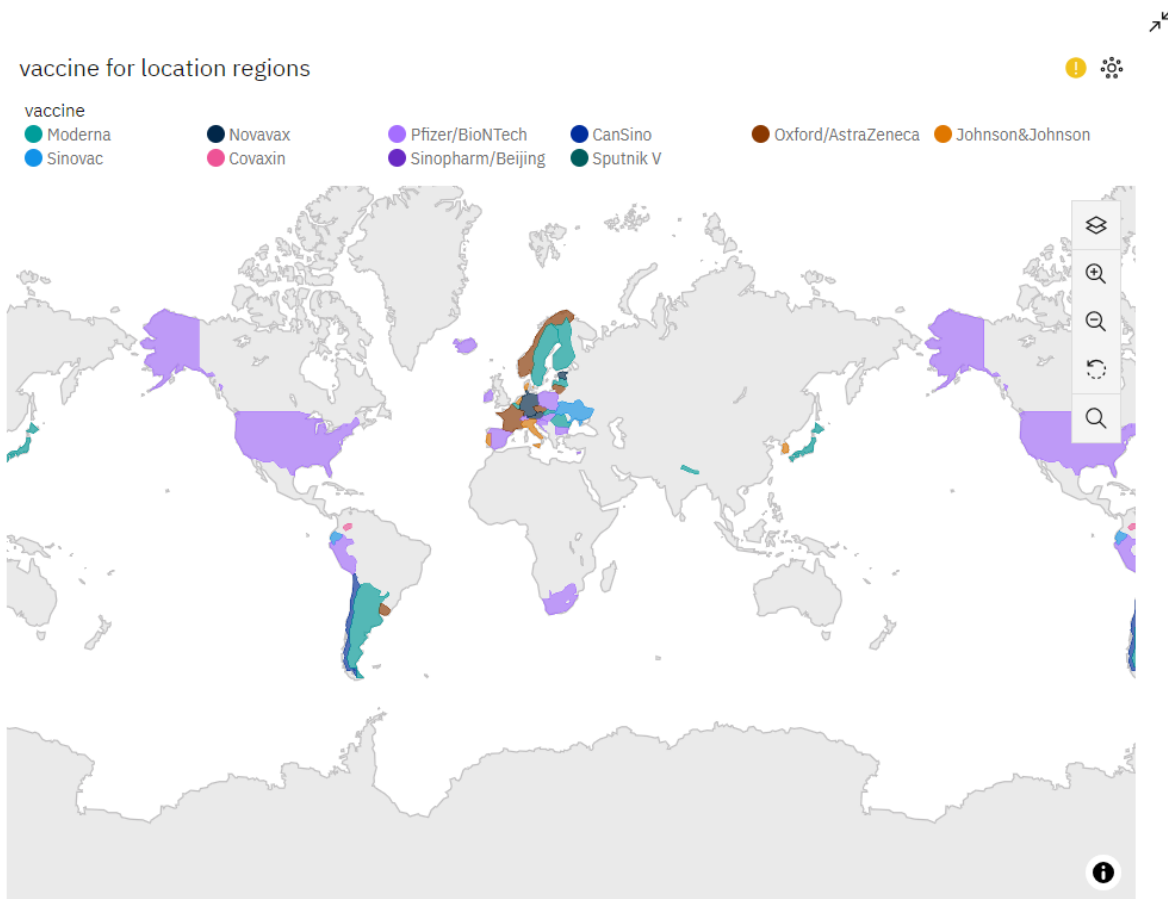 vaccine for location regions
vaccine
Moderna Novavax Pfizer/BioNTech CanSino Oxford/AstraZeneca Johnson&Johnson
Sinovac Covaxin Sinopharm/Beijing Sputnik V